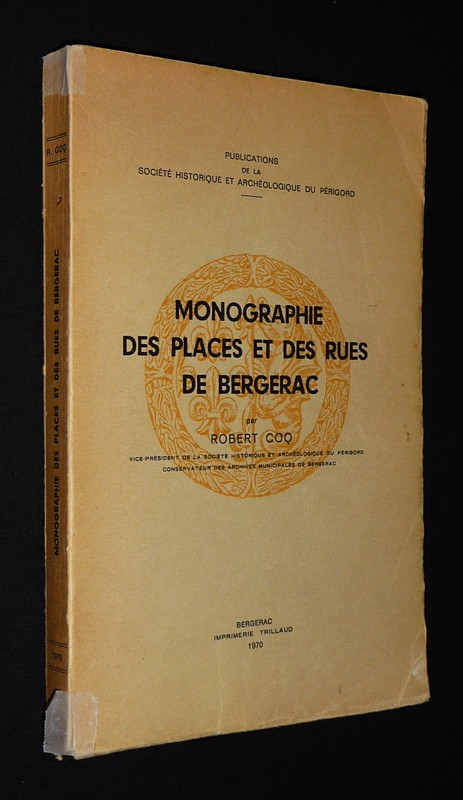 PUBLICATIONS
DE LA
SOCIÉTÉ HISTORIQUE ET ARCHÉOLOGIQUE DU PÉRIGORD
MONOGRAPHIE
DES PLACES ET DES RUES
DE BERGERAC
par
ROBERT COQ
VICE-PRÉSIDENT DE LA SOCIÉTÉ HISTORIQUE ET ARCHÉOLOGIQUE DU PÉRIGORD
CONSERVATEUR DES ARCHIVES MUNICIPALES DE BERGERAC
BERGERAC
IMPRIMERIE TRILLAUD
1970
R. COQ
MONOGRAPHIE DES PLACES ET DES RUES DE BERGERAC
1970